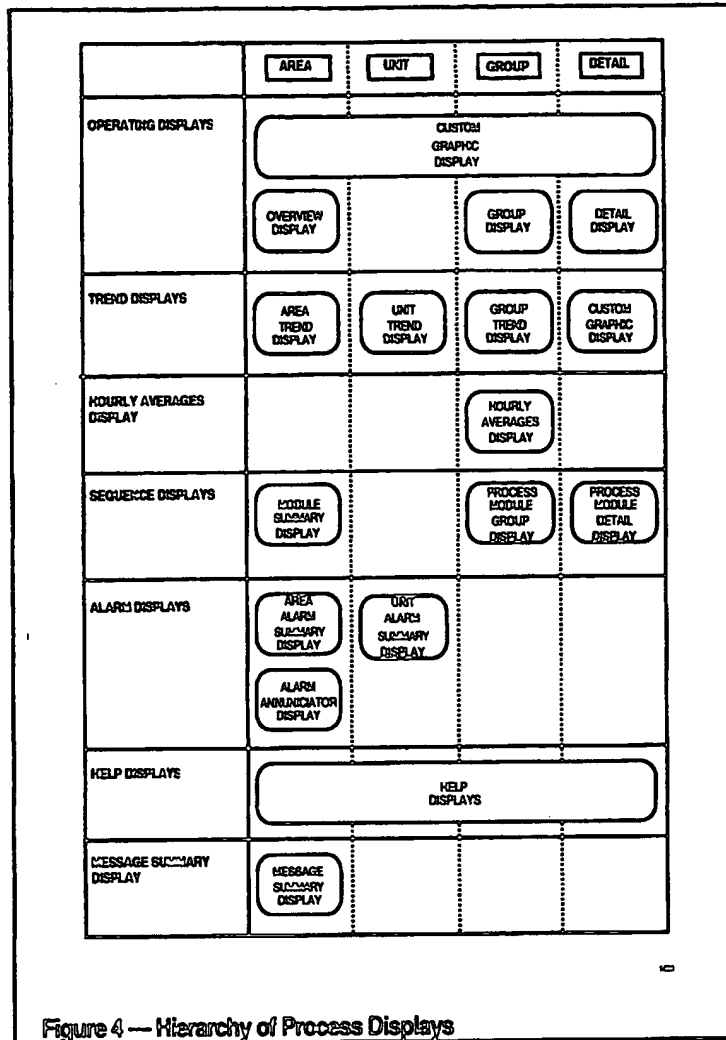 AREA UNIT GROUP DETAIL
OPERATING DISPLAYS
CUSTOM
GRAPHIC
DISPLAY
OVERVIEW
DISPLAY
GROUP
DISPLAY
DETAIL
DISPLAY
TREND DISPLAYS
AREA
TREND
DISPLAY
UNIT
TREND
DISPLAY
GROUP
TREND
DISPLAY
CUSTOM
GRAPHIC
DISPLAY
HOURLY AVERAGES
DISPLAY
HOURLY
AVERAGES
DISPLAY
SEQUENCE DISPLAYS
MODULE
SUMMARY
DISPLAY
PROCESS
MODULE
GROUP
DISPLAY
PROCESS
MODULE
DETAIL
DISPLAY
ALARM DISPLAYS
AREA
ALARM
SUMMARY
DISPLAY
UNIT
ALARM
SUMMARY
DISPLAY
ALARM
ANNUNCIATOR
DISPLAY
HELP DISPLAYS
HELP
DISPLAYS
MESSAGE SUMMARY
DISPLAY
MESSAGE
SUMMARY
DISPLAY
Figure 4 — Hierarchy of Process Displays